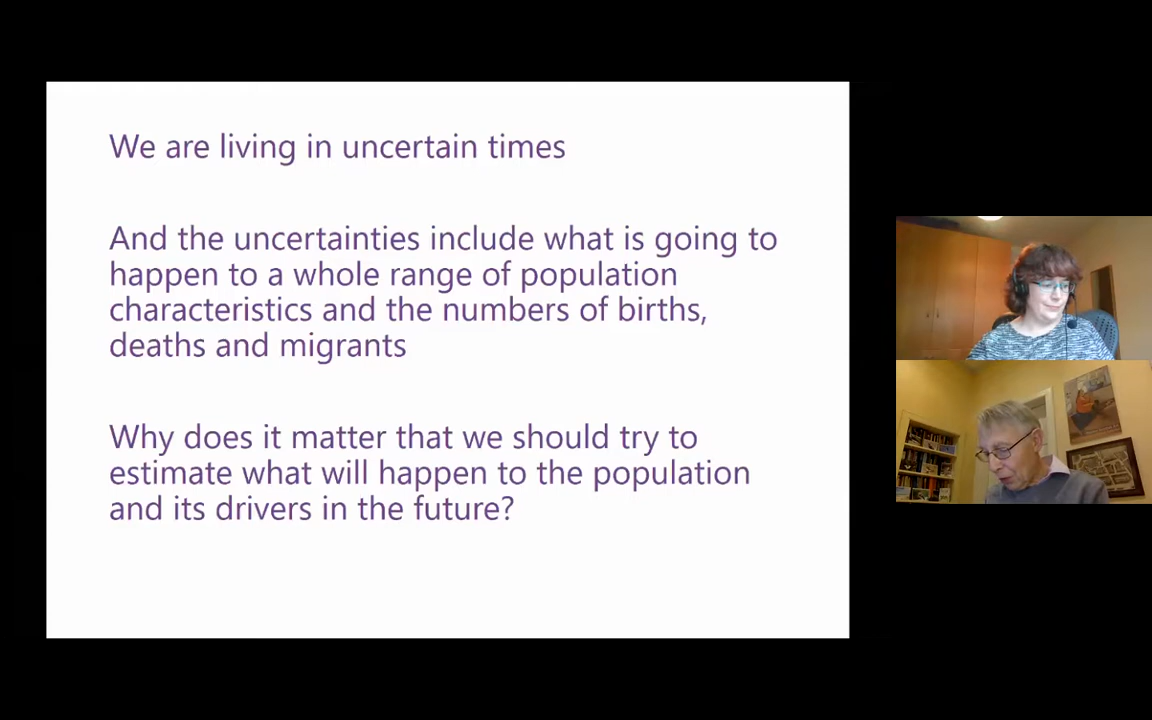 We are living in uncertain times
And the uncertainties include what is going to
happen to a whole range of population
characteristics and the numbers of births,
deaths and migrants
Why does it matter that we should try to
estimate what will happen to the population
and its drivers in the future?